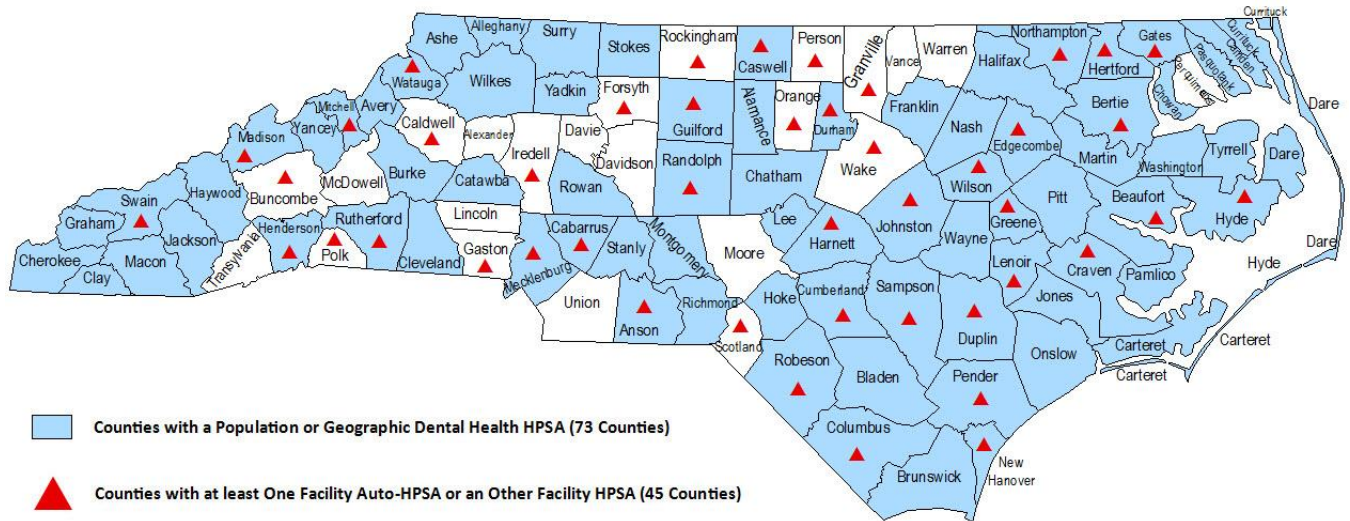 Currituck
Alleghany
Ashe
Surry
Stokes
Rockingham
Caswell
Person
Granville
Vance
Warren
Northampton
Gates
Hertford
Halifax
Currituck
Camden
Pasquotank
Perquimans
Chowan
Watauga
Wilkes
Yadkin
Forsyth
Guilford
Alamance
Orange
Durham
Franklin
Nash
Edgecombe
Bertie
Martin
Washington
Tyrrell
Dare
Dare
Mitchell
Avery
Yancey
Madison
Caldwell
Alexander
Iredell
Davie
Davidson
Randolph
Chatham
Wake
Wilson
Pitt
Beaufort
Hyde
Haywood
Buncombe
McDowell
Burke
Catawba
Rowan
Swain
Graham
Cherokee
Clay
Macon
Jackson
Transylvania
Henderson
Polk
Rutherford
Cleveland
Lincoln
Gaston
Mecklenburg
Cabarrus
Stanly
Montgomery
Moore
Lee
Harnett
Johnston
Wayne
Greene
Lenoir
Craven
Pamlico
Hyde
Dare
Union
Anson
Richmond
Scotland
Hoke
Cumberland
Sampson
Duplin
Jones
Onslow
Carteret
Carteret
Carteret
Robeson
Bladen
Pender
Columbus
Brunswick
New
Hanover
Counties with a Population or Geographic Dental Health HPSA (73 Counties)
Counties with at least One Facility Auto-HPSA or an Other Facility HPSA (45 Counties)